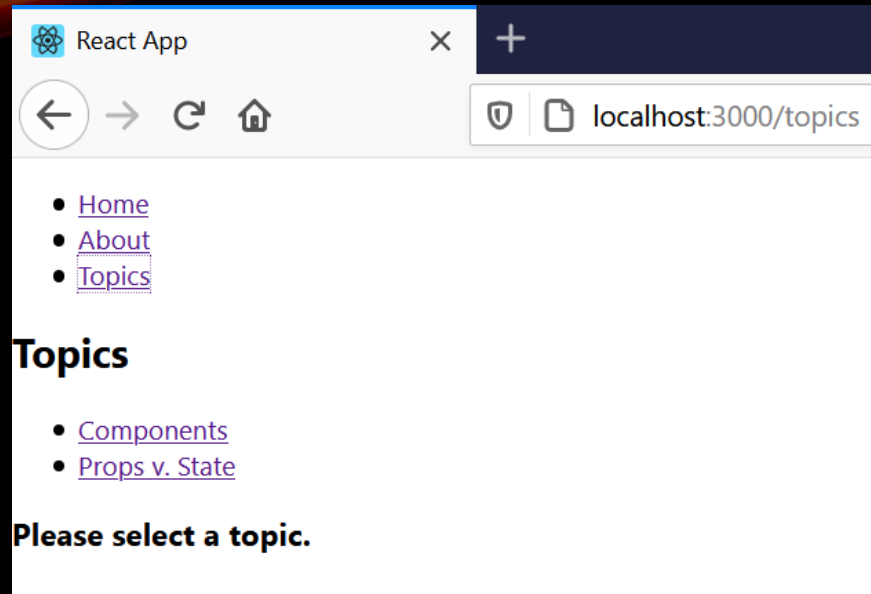 React App
localhost:3000/topics
Home
About
Topics
Topics
Components
Props v. State
Please select a topic.